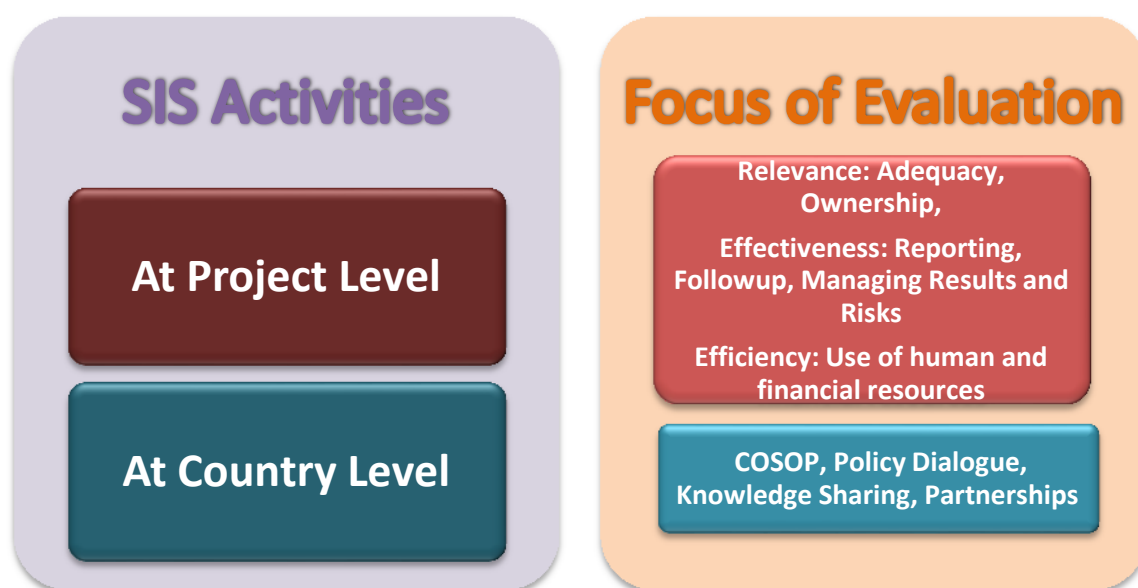 SIS Activities
At Project Level
At Country Level
Focus of Evaluation
Relevance: Adequacy,
Ownership,
Effectiveness: Reporting,
Followup, Managing Results and
Risks
Efficiency: Use of human and
financial resources
COSOP, Policy Dialogue,
Knowledge Sharing, Partnerships